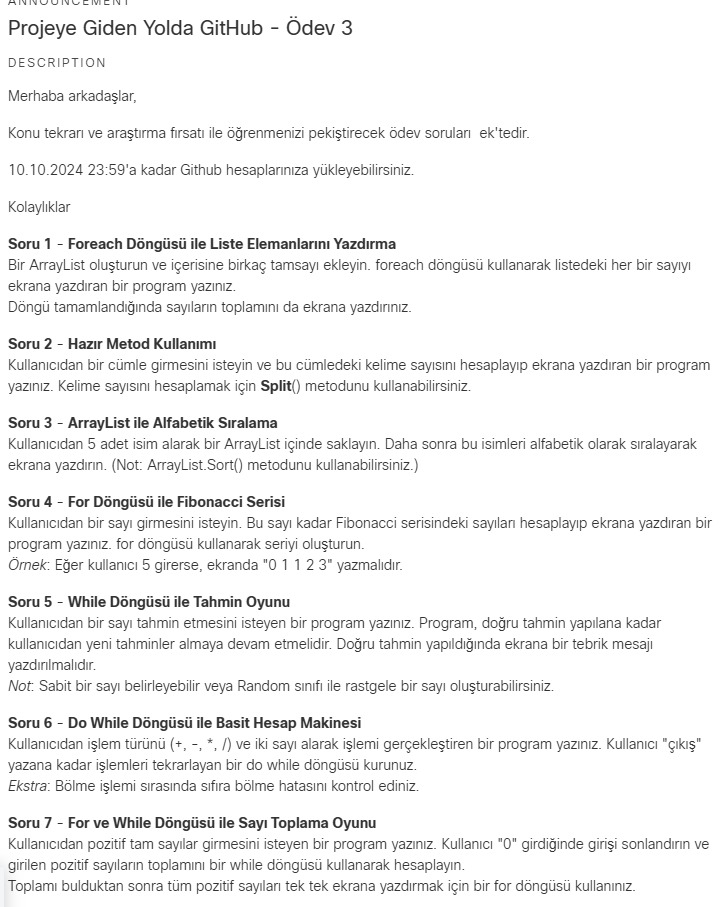 ANNOUNCEMENT
Projeye Giden Yolda GitHub - Ödev 3
DESCRIPTION
Merhaba arkadaşlar,
Konu tekrarı ve araştırma fırsatı ile öğrenmenizi pekiştirecek ödev soruları  ek'tedir.
10.10.2024 23:59'a kadar Github hesaplarınıza yükleyebilirsiniz.
Kolaylıklar
Soru 1 - Foreach Döngüsü ile Liste Elemanlarını Yazdırma
Bir ArrayList oluşturun ve içerisine birkaç tamsayı ekleyin. foreach döngüsü kullanarak listedeki her bir sayıyı
ekrana yazdıran bir program yazınız.
Döngü tamamlandığında sayıların toplamını da ekrana yazdırınız.
Soru 2 - Hazır Metod Kullanımı
Kullanıcıdan bir cümle girmesini isteyin ve bu cümledeki kelime sayısını hesaplayıp ekrana yazdıran bir program
yazınız. Kelime sayısını hesaplamak için Split() metodunu kullanabilirsiniz.
Soru 3 - ArrayList ile Alfabetik Sıralama
Kullanıcıdan 5 adet isim alarak bir ArrayList içinde saklayın. Daha sonra bu isimleri alfabetik olarak sıralayarak
ekrana yazdırın. (Not: ArrayList.Sort() metodunu kullanabilirsiniz.)
Soru 4 - For Döngüsü ile Fibonacci Serisi
Kullanıcıdan bir sayı girmesini isteyin. Bu sayı kadar Fibonacci serisindeki sayıları hesaplayıp ekrana yazdıran bir
program yazınız. for döngüsü kullanarak seriyi oluşturun.
Örnek: Eğer kullanıcı 5 girerse, ekranda "0 1 1 2 3" yazmalıdır.
Soru 5 - While Döngüsü ile Tahmin Oyunu
Kullanıcıdan bir sayı tahmin etmesini isteyen bir program yazınız. Program, doğru tahmin yapılana kadar
kullanıcıdan yeni tahminler almaya devam etmelidir. Doğru tahmin yapıldığında ekrana bir tebrik mesajı
yazdırılmalıdır.
Not: Sabit bir sayı belirleyebilir veya Random sınıfı ile rastgele bir sayı oluşturabilirsiniz.
Soru 6 - Do While Döngüsü ile Basit Hesap Makinesi
Kullanıcıdan işlem türünü (+, -, *, /) ve iki sayı alarak işlemi gerçekleştiren bir program yazınız. Kullanıcı "çıkış"
yazana kadar işlemleri tekrarlayan bir do while döngüsü kurunuz.
Ekstra: Bölme işlemi sırasında sıfıra bölme hatasını kontrol ediniz.
Soru 7 - For ve While Döngüsü ile Sayı Toplama Oyunu
Kullanıcıdan pozitif tam sayılar girmesini isteyen bir program yazınız. Kullanıcı "0" girdiğinde girişi sonlandırın ve
girilen pozitif sayıların toplamını bir while döngüsü kullanarak hesaplayın.
Toplamı bulduktan sonra tüm pozitif sayıları tek tek ekrana yazdırmak için bir for döngüsü kullanınız.